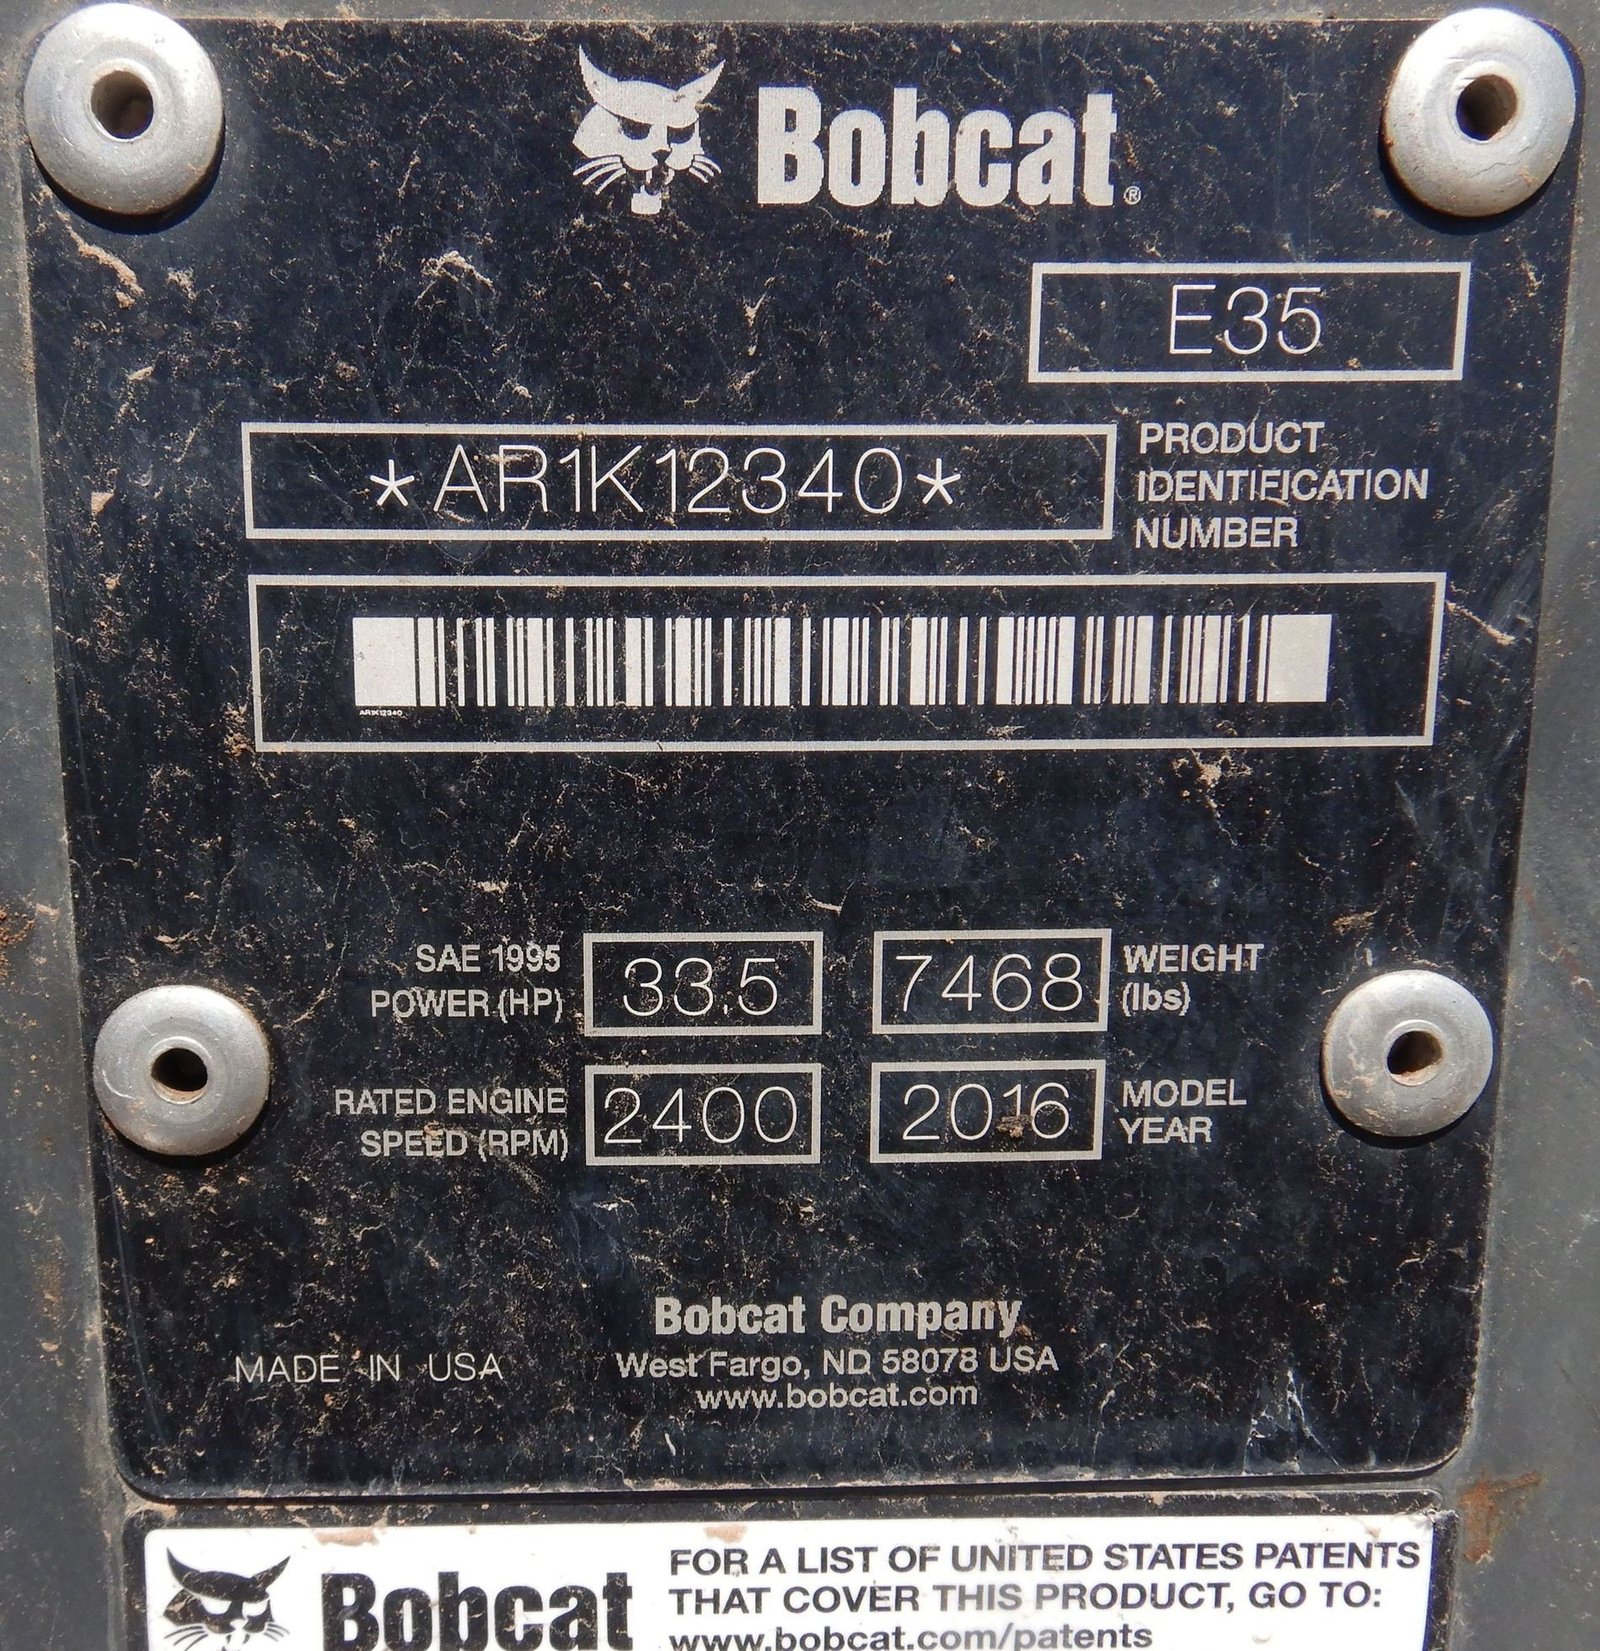 Bobcat®
E35
*AR1K12340*
PRODUCT
IDENTIFICATION
NUMBER
AR1K12340
SAE 1995
POWER (HP)
33.5
7468
WEIGHT
(lbs)
RATED ENGINE
SPEED (RPM)
2400
2016
MODEL
YEAR
MADE IN USA
Bobcat Company
West Fargo, ND 58078 USA
www.bobcat.com
Bobcat
FOR A LIST OF UNITED STATES PATENTS
THAT COVER THIS PRODUCT, GO TO:
www.bobcat.com/patents